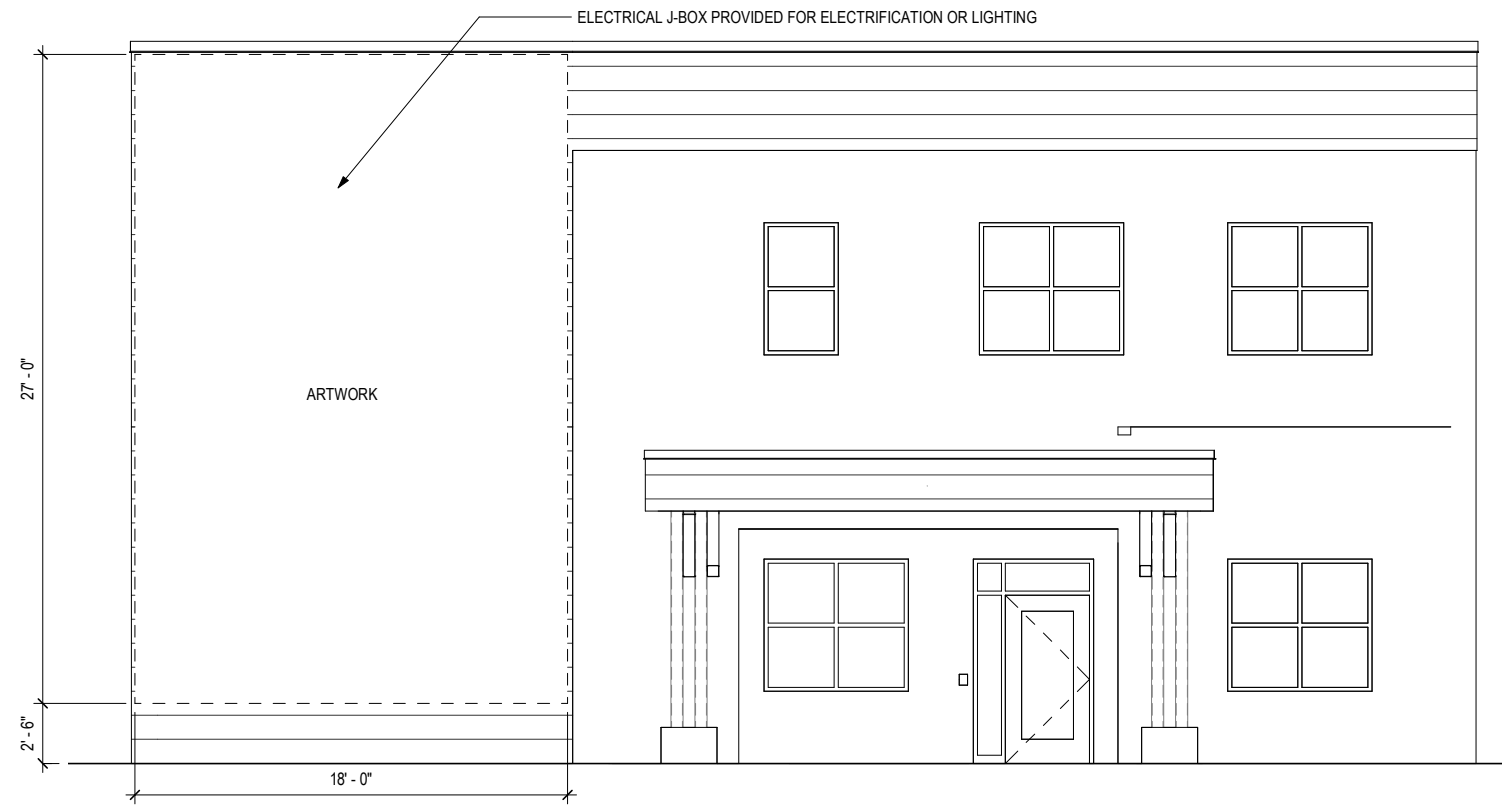 ELECTRICAL J-BOX PROVIDED FOR ELECTRIFICATION OR LIGHTING
27' - 0"
ARTWORK
2' - 6"
18' - 0"